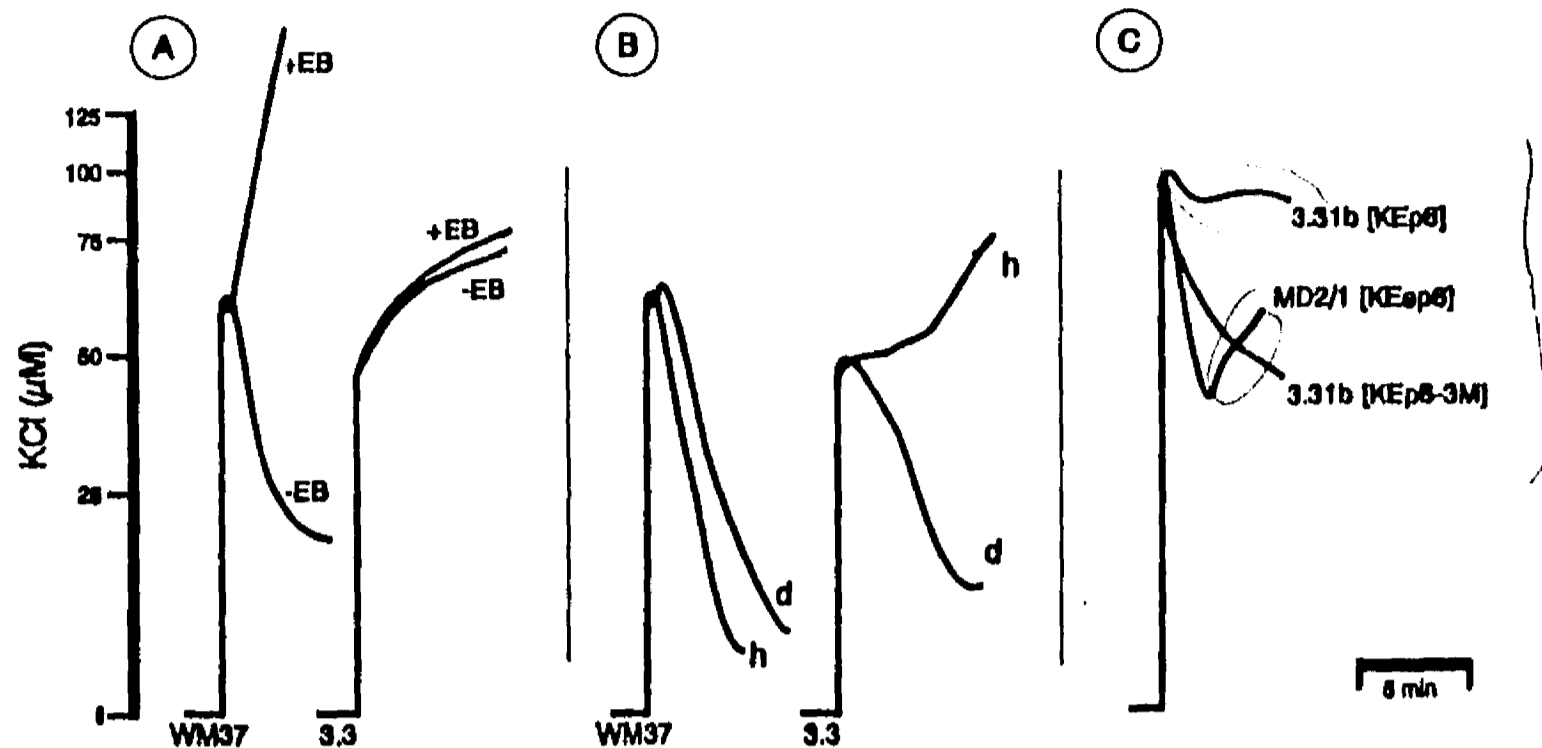 A
B
C
+EB
125
100
75
50
25
0
KCl (μM)
+EB
-EB
-EB
WM37
3.3
h
d
d
h
WM37
3.3
3.31b [KEp6]
MD2/1 [KEep6]
3.31b [KEp6-3M]
5 min